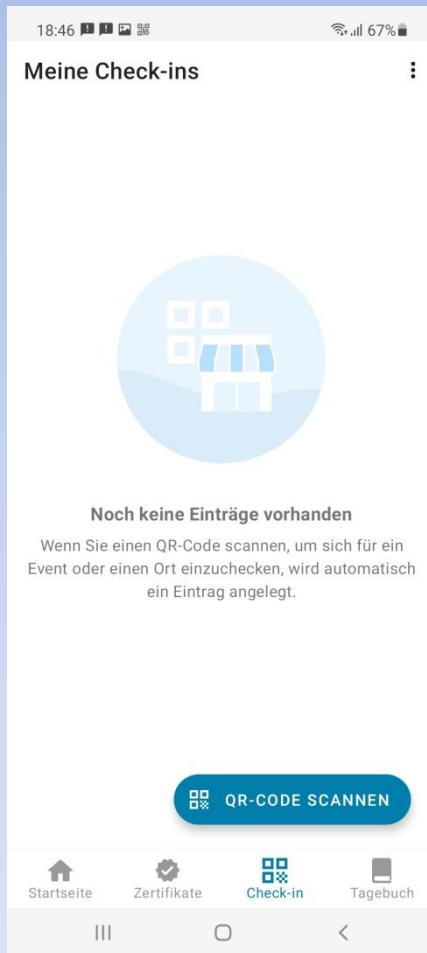 18:46 67%
Meine Check-ins
Noch keine Einträge vorhanden
Wenn Sie einen QR-Code scannen, um sich für ein
Event oder einen Ort einzuchecken, wird automatisch
ein Eintrag angelegt.
QR-CODE SCANNEN
Startseite Zertifikate Check-in Tagebuch